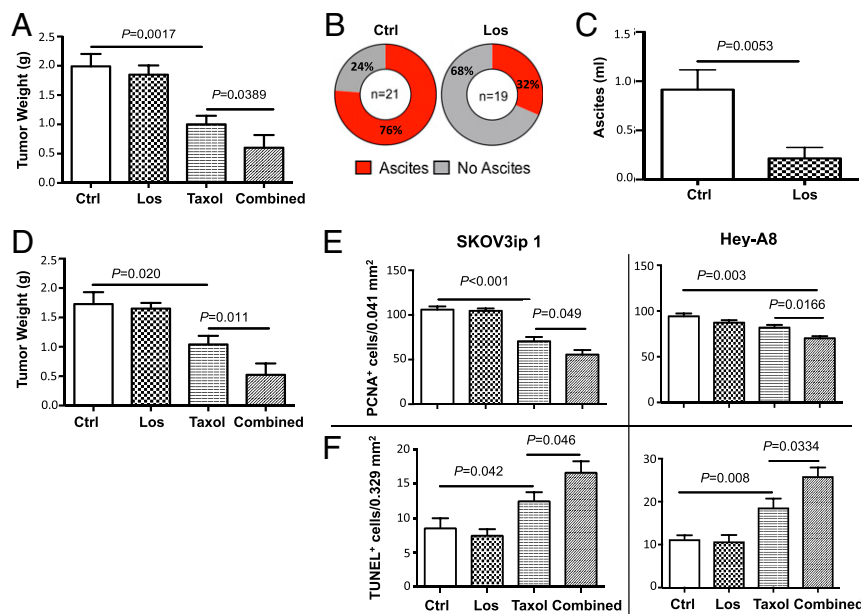 A
Tumor Weight (g)
2.5
2.0
1.5
1.0
0.5
0.0
P=0.0017
P=0.0389
Ctrl Los Taxol Combined
B
Ctrl Los
24%
n=21
76%
68%
32%
n=19
Ascites No Ascites
C
Ascites (ml)
1.5
1.0
0.5
0.0
P=0.0053
Ctrl Los
D
Tumor Weight (g)
2.5
2.0
1.5
1.0
0.5
0.0
P=0.020
P=0.011
Ctrl Los Taxol Combined
E
SKOV3ip 1 Hey-A8
PCNA⁺ cells/0.041 mm²
150
100
50
0
P<0.001
P=0.049
150
100
50
0
P=0.003
P=0.0166
F
TUNEL⁺ cells/0.329 mm²
20
15
10
5
0
P=0.042
P=0.046
Ctrl Los Taxol Combined
30
20
10
0
P=0.008
P=0.0334
Ctrl Los Taxol Combined